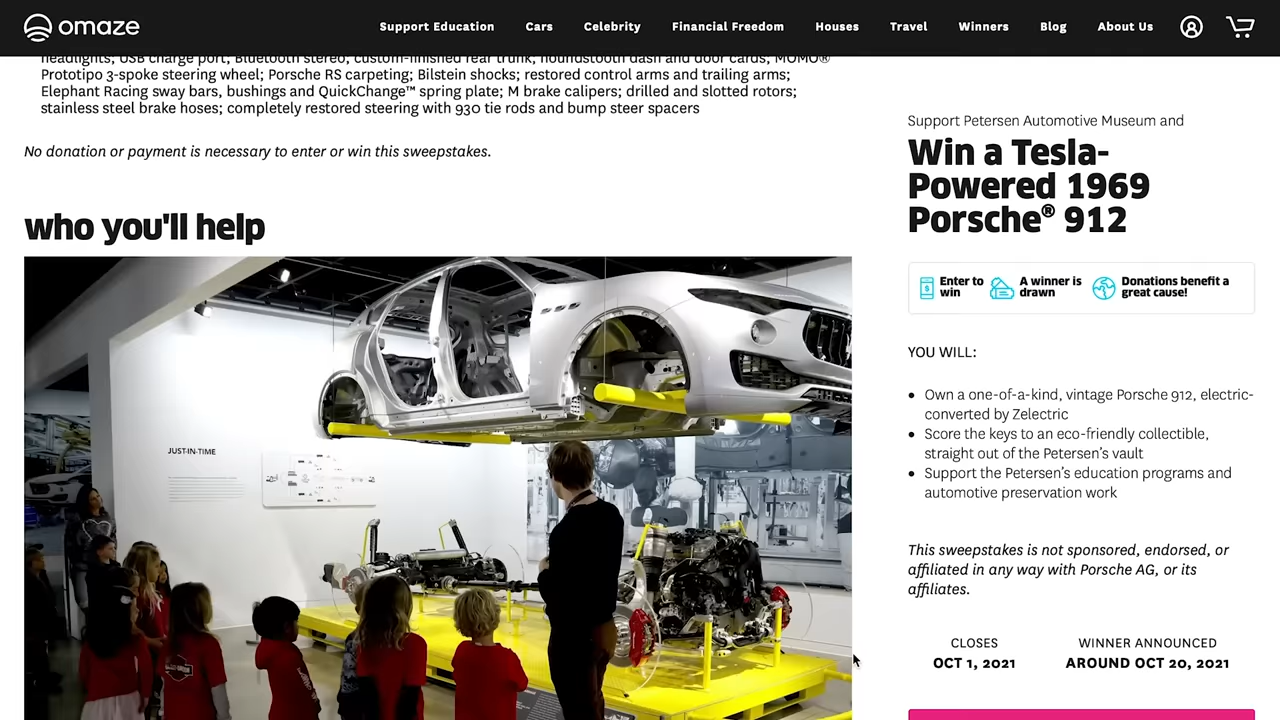 omaze
Support Education Cars Celebrity Financial Freedom Houses Travel Winners Blog About Us
headlights; USB charge port; Bluetooth stereo; custom-finished rear trunk; houndstooth dash and door cards; MOMO®
Prototipo 3-spoke steering wheel; Porsche RS carpeting; Bilstein shocks; restored control arms and trailing arms;
Elephant Racing sway bars, bushings and QuickChange™ spring plate; M brake calipers; drilled and slotted rotors;
stainless steel brake hoses; completely restored steering with 930 tie rods and bump steer spacers
No donation or payment is necessary to enter or win this sweepstakes.
who you'll help
JUST-IN-TIME
Support Petersen Automotive Museum and
Win a Tesla-
Powered 1969
Porsche® 912
Enter to
win
A winner is
drawn
Donations benefit a
great cause!
YOU WILL:
• Own a one-of-a-kind, vintage Porsche 912, electric-
converted by Zelectric
• Score the keys to an eco-friendly collectible,
straight out of the Petersen's vault
• Support the Petersen's education programs and
automotive preservation work
This sweepstakes is not sponsored, endorsed, or
affiliated in any way with Porsche AG, or its
affiliates.
CLOSES
OCT 1, 2021
WINNER ANNOUNCED
AROUND OCT 20, 2021